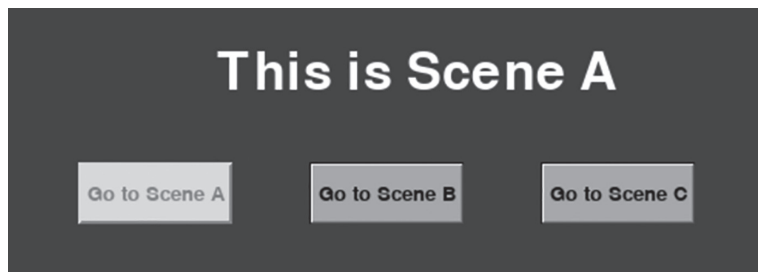 This is Scene A
Go to Scene A
Go to Scene B
Go to Scene C